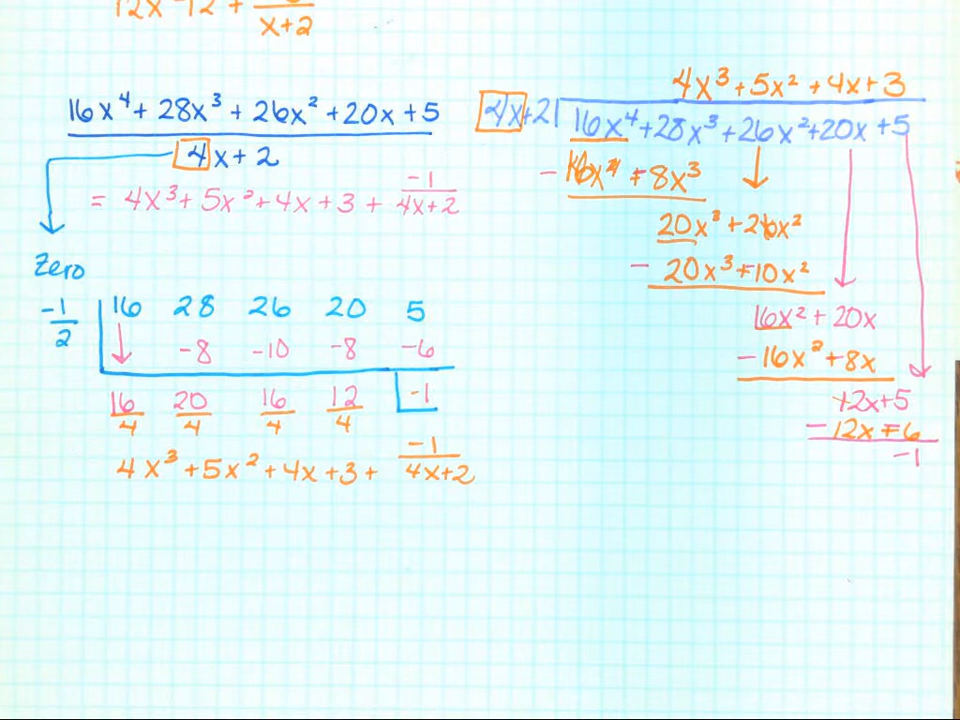 12x - 12 +
x+2
16x⁴ + 28x³ + 26x² + 20x + 5
4x + 2
= 4x³ + 5x² + 4x + 3 + -1/4x+2
Zero
-1/2 16 28 26 20 5
-8 -10 -8 -6
16/4 20/4 16/4 12/4 -1
4x³ + 5x² + 4x + 3 + -1/4x+2
4x³ + 5x² + 4x + 3
4x+2 16x⁴ + 28x³ + 26x² + 20x + 5
- 16x⁴ + 8x³
20x³ + 26x²
- 20x³ + 10x²
16x² + 20x
- 16x² + 8x
12x + 5
- 12x + 6
-1